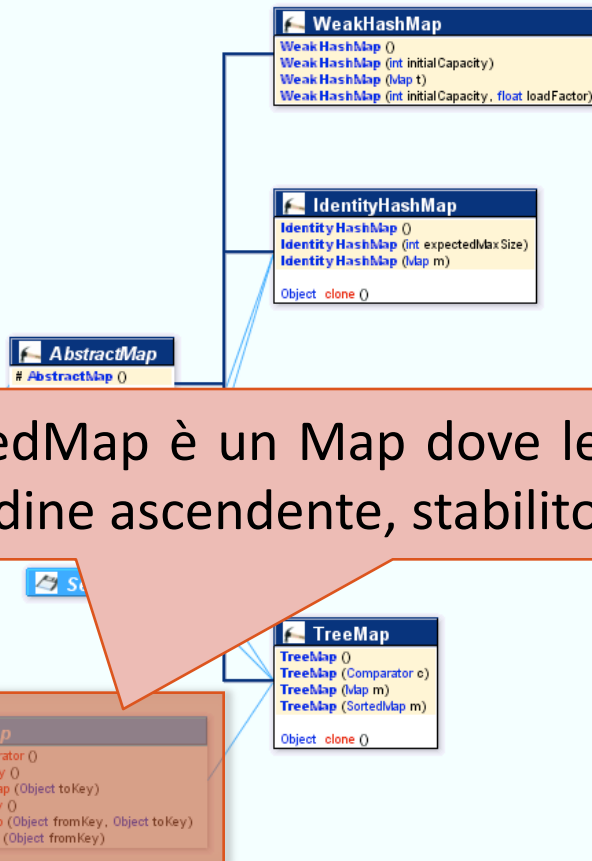 WeakHashMap
WeakHashMap ()
WeakHashMap (int initialCapacity)
WeakHashMap (Map t)
WeakHashMap (int initialCapacity, float loadFactor)
IdentityHashMap
IdentityHashMap ()
IdentityHashMap (int expectedMaxSize)
IdentityHashMap (Map m)
Object clone ()
AbstractMap
# AbstractMap ()
edMap è un Map dove le
dine ascendente, stabilito
TreeMap
TreeMap ()
TreeMap (Comparator c)
TreeMap (Map m)
TreeMap (SortedMap m)
Object clone ()
p
rator ()
y ()
ap (Object toKey)
y ()
p (Object fromKey, Object toKey)
(Object fromKey)